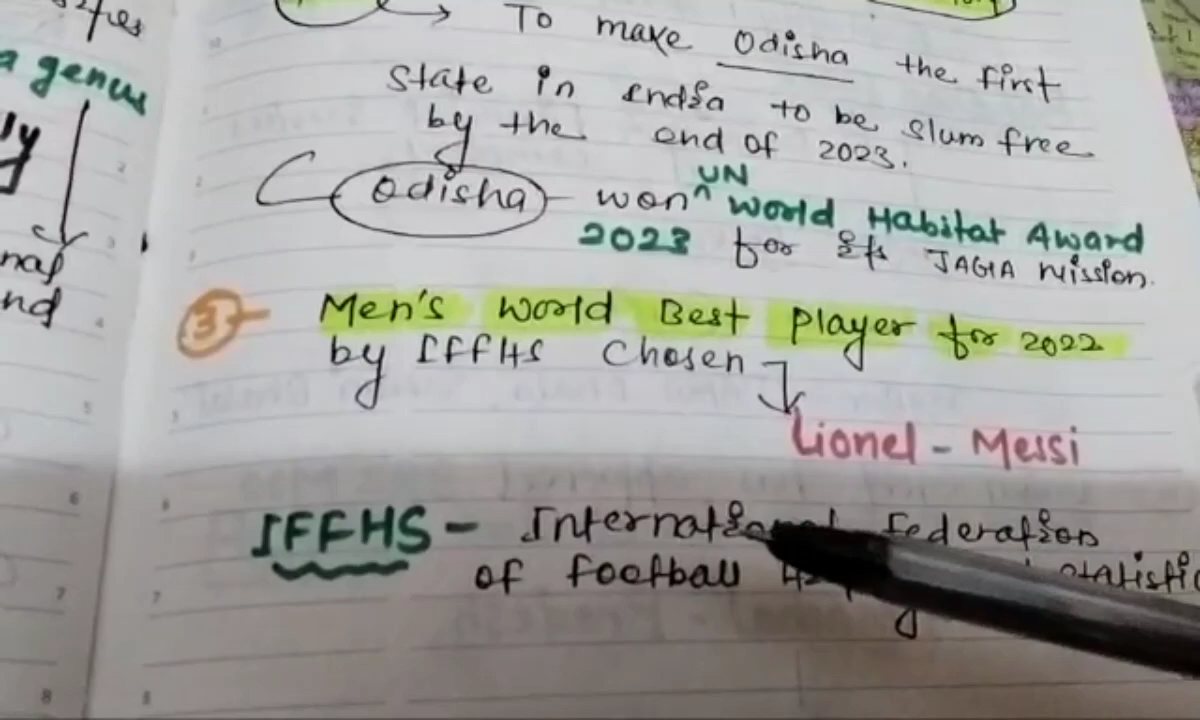 a genus
To make Odisha the first
state in India to be slum free
by the end of 2023.
Odisha won UN World Habitat Award
2023 for its JAGA mission.
3 Men's World Best Player for 2022
by IFFHS Chosen
Lionel - Messi
IFFHS - International Federation
of football